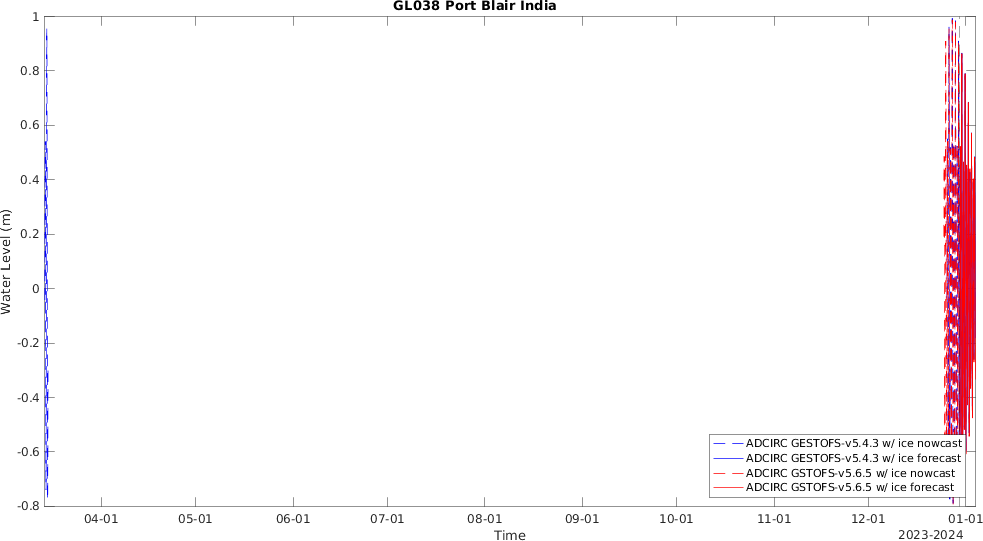 GL038 Port Blair India
Water Level (m)
1
0.8
0.6
0.4
0.2
0
-0.2
-0.4
-0.6
-0.8
ADCIRC GESTOFS-v5.4.3 w/ ice nowcast
ADCIRC GESTOFS-v5.4.3 w/ ice forecast
ADCIRC GSTOFS-v5.6.5 w/ ice nowcast
ADCIRC GSTOFS-v5.6.5 w/ ice forecast
04-01 05-01 06-01 07-01 08-01 09-01 10-01 11-01 12-01 01-01
Time
2023-2024